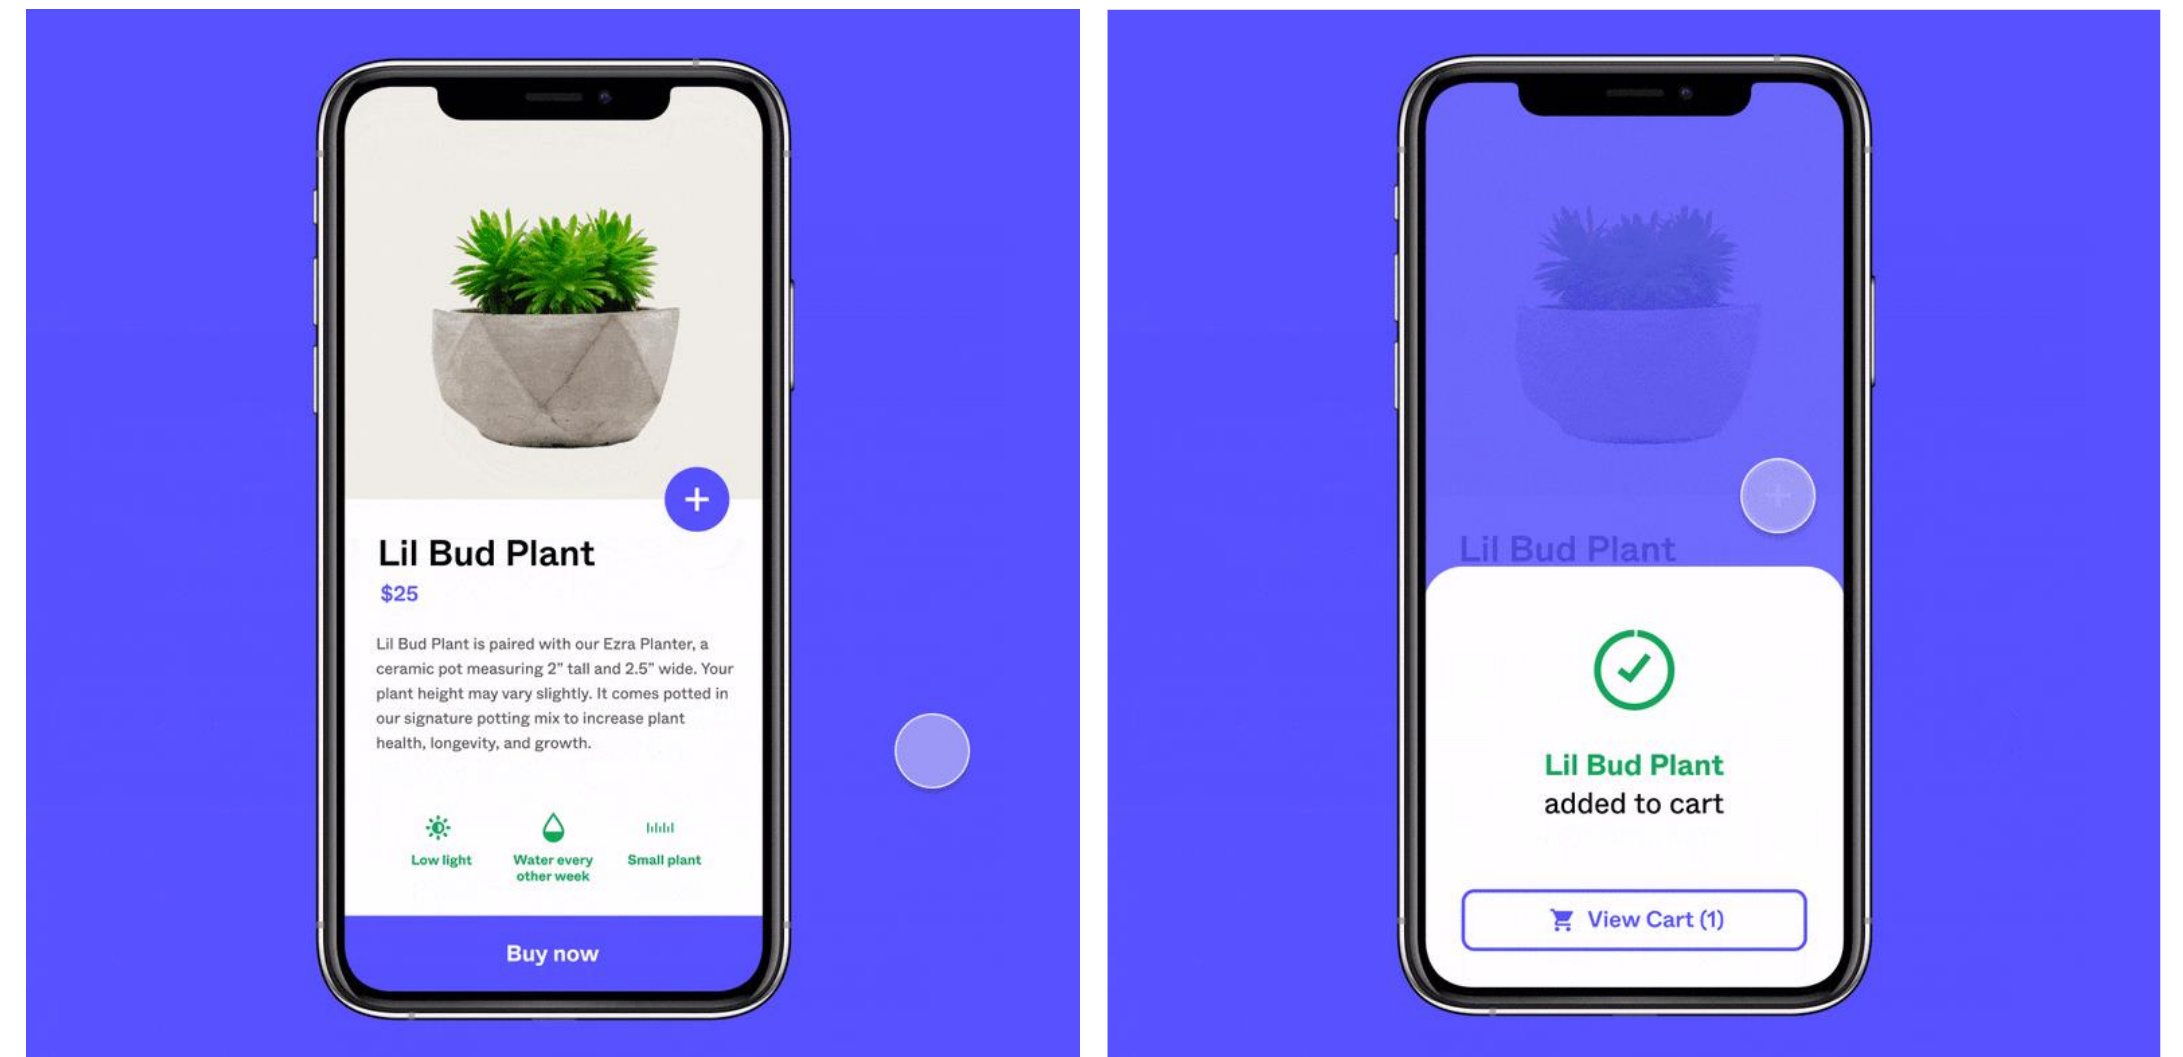 Lil Bud Plant
$25
Lil Bud Plant is paired with our Ezra Planter, a
ceramic pot measuring 2” tall and 2.5” wide. Your
plant height may vary slightly. It comes potted in
our signature potting mix to increase plant
health, longevity, and growth.
Low light
Water every
other week
Small plant
Buy now
Lil Bud Plant
Lil Bud Plant
added to cart
View Cart (1)